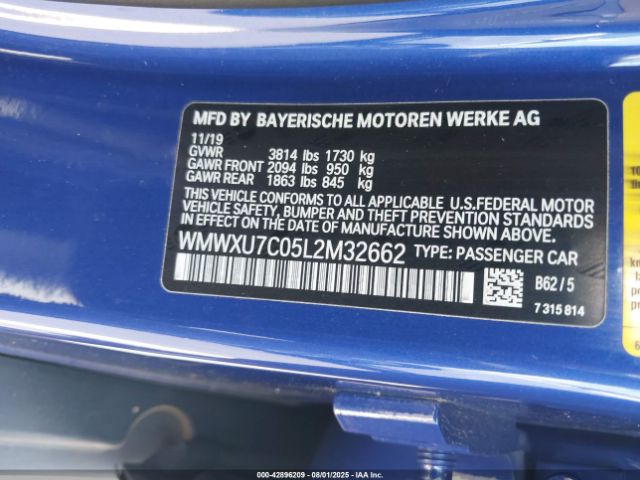 MFD BY BAYERISCHE MOTOREN WERKE AG
11/19
GVWR 3814 lbs 1730 kg
GAWR FRONT 2094 lbs 950 kg
GAWR REAR 1863 lbs 845 kg
THIS VEHICLE CONFORMS TO ALL APPLICABLE U.S.FEDERAL MOTOR
VEHICLE SAFETY, BUMPER AND THEFT PREVENTION STANDARDS
IN EFFECT ON THE DATE OF MANUFACTURE SHOWN ABOVE.
WMWXU7C05L2M32662 TYPE: PASSENGER CAR
B62 / 5
7 315 814
000-42896209 - 08/01/2025 - IAAI.CA